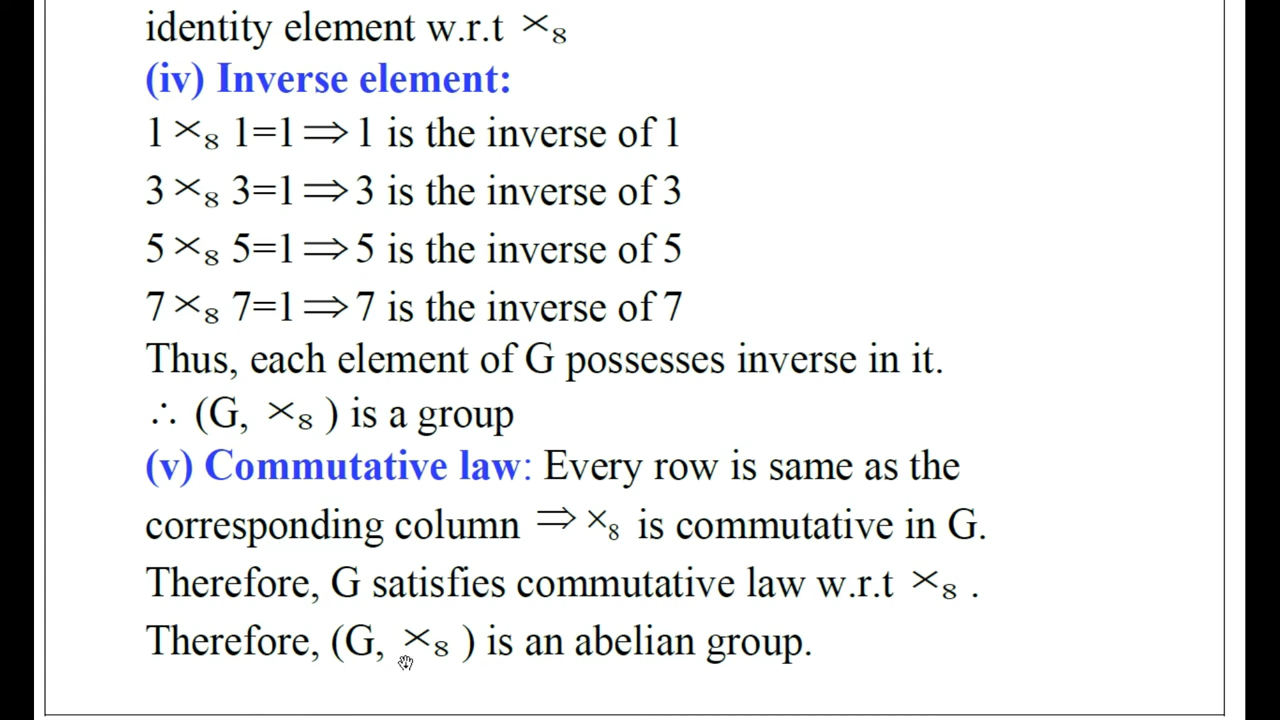 identity element w.r.t ×₈
(iv) Inverse element:
1 ×₈ 1=1 ⇒ 1 is the inverse of 1
3 ×₈ 3=1 ⇒ 3 is the inverse of 3
5 ×₈ 5=1 ⇒ 5 is the inverse of 5
7 ×₈ 7=1 ⇒ 7 is the inverse of 7
Thus, each element of G possesses inverse in it.
∴ (G, ×₈ ) is a group
(v) Commutative law: Every row is same as the
corresponding column ⇒ ×₈ is commutative in G.
Therefore, G satisfies commutative law w.r.t ×₈ .
Therefore, (G, ×₈ ) is an abelian group.